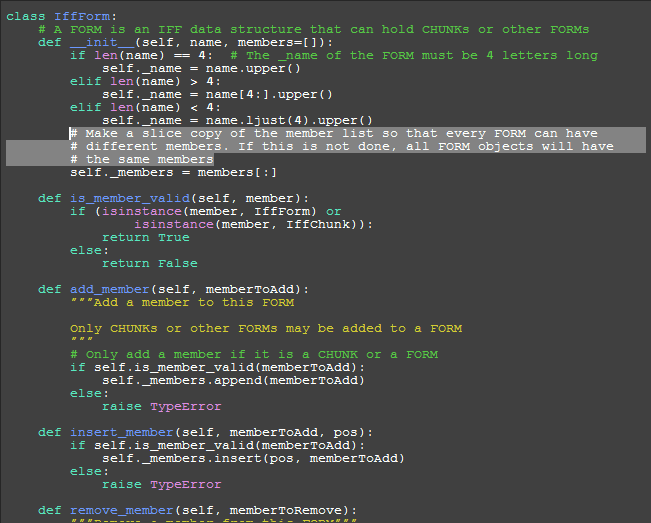 class IffForm:
    # A FORM is an IFF data structure that can hold CHUNKs or other FORMs
    def __init__(self, name, members=[]):
        if len(name) == 4:  # The _name of the FORM must be 4 letters long
            self._name = name.upper()
        elif len(name) > 4:
            self._name = name[4:].upper()
        elif len(name) < 4:
            self._name = name.ljust(4).upper()
        # Make a slice copy of the member list so that every FORM can have
        # different members. If this is not done, all FORM objects will have
        # the same members
        self._members = members[:]

    def is_member_valid(self, member):
        if (isinstance(member, IffForm) or
                isinstance(member, IffChunk)):
            return True
        else:
            return False

    def add_member(self, memberToAdd):
        """Add a member to this FORM

        Only CHUNKs or other FORMs may be added to a FORM
        """
        # Only add a member if it is a CHUNK or a FORM
        if self.is_member_valid(memberToAdd):
            self._members.append(memberToAdd)
        else:
            raise TypeError

    def insert_member(self, memberToAdd, pos):
        if self.is_member_valid(memberToAdd):
            self._members.insert(pos, memberToAdd)
        else:
            raise TypeError

    def remove_member(self, memberToRemove):
        """Remove a member from this FORM"""